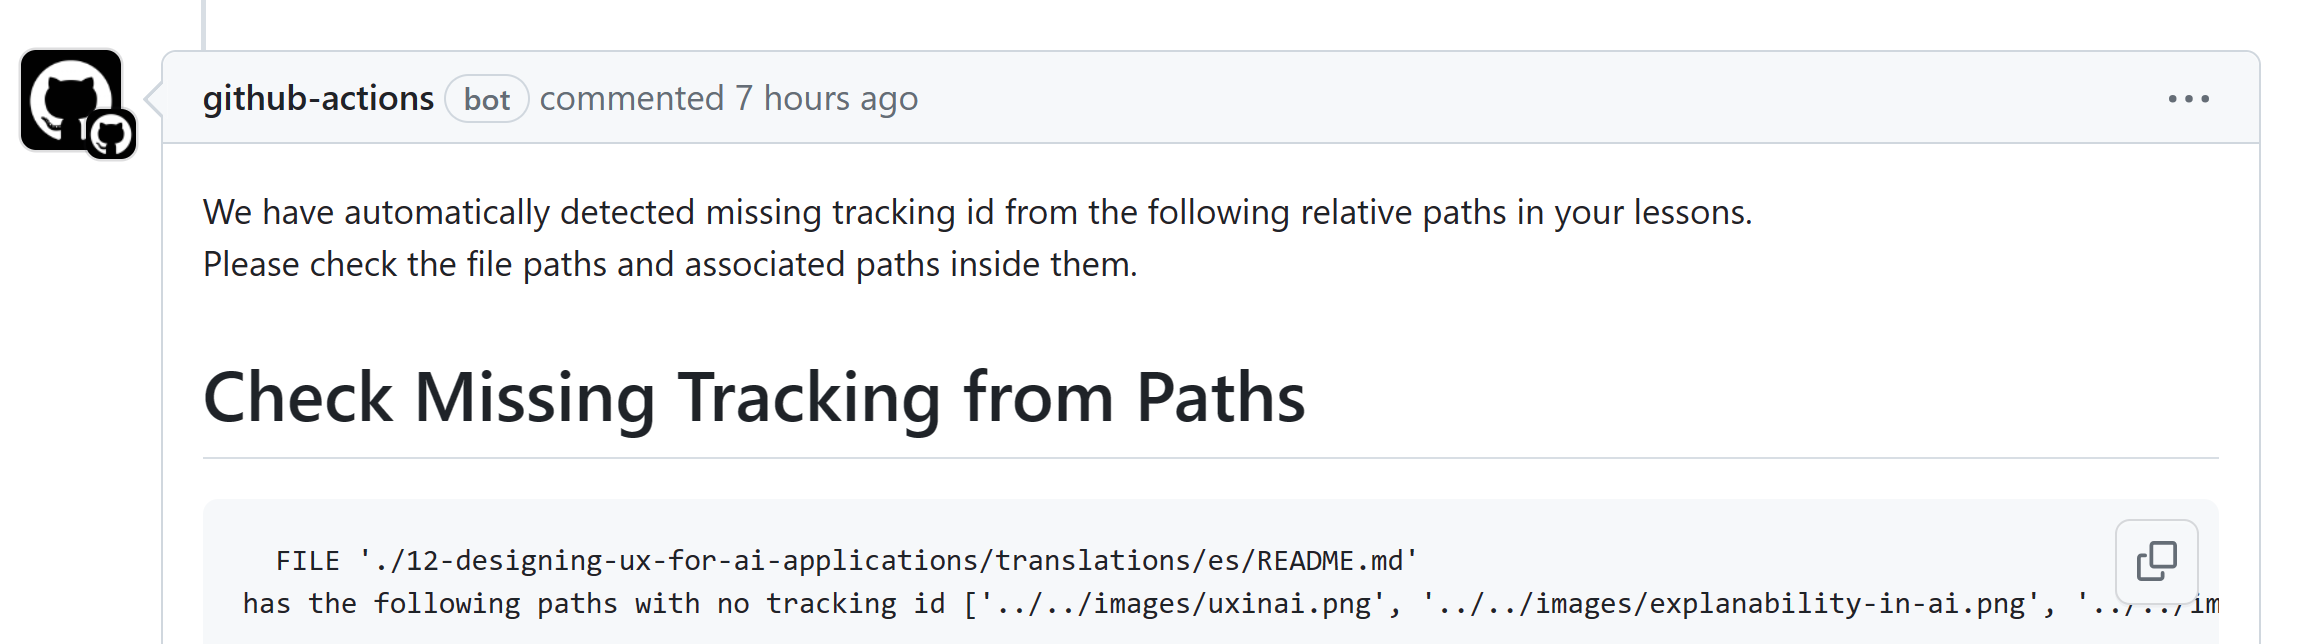 github-actions bot commented 7 hours ago
We have automatically detected missing tracking id from the following relative paths in your lessons.
Please check the file paths and associated paths inside them.
Check Missing Tracking from Paths
FILE './12-designing-ux-for-ai-applications/translations/es/README.md'
has the following paths with no tracking id ['../../images/uxinai.png', '../../images/explanability-in-ai.png', '../../im